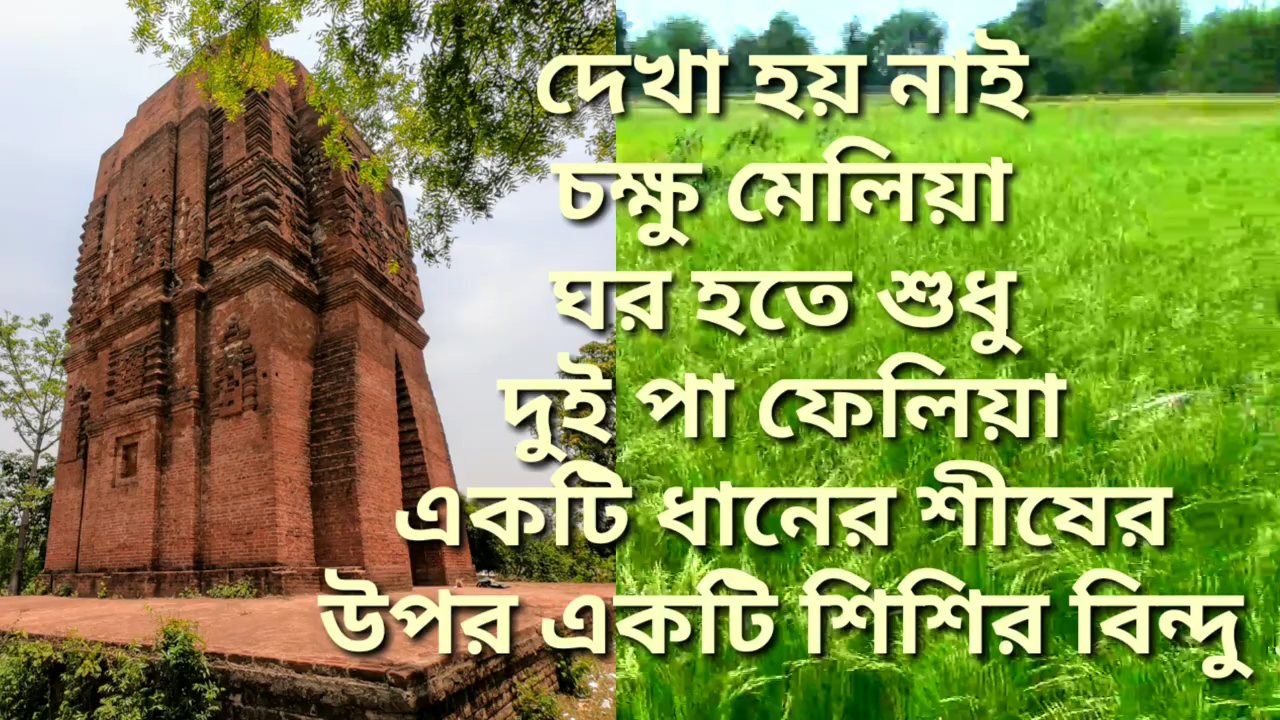 দেখা হয় নাই
চক্ষু মেলিয়া
ঘর হতে শুধু
দুই পা ফেলিয়া
একটি ধানের শীষের
উপর একটি শিশির বিন্দু